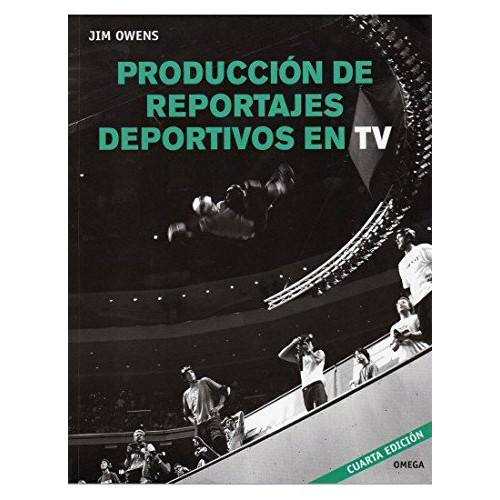 JIM OWENS
PRODUCCIÓN DE
REPORTAJES
DEPORTIVOS EN TV
CUARTA EDICIÓN
OMEGA